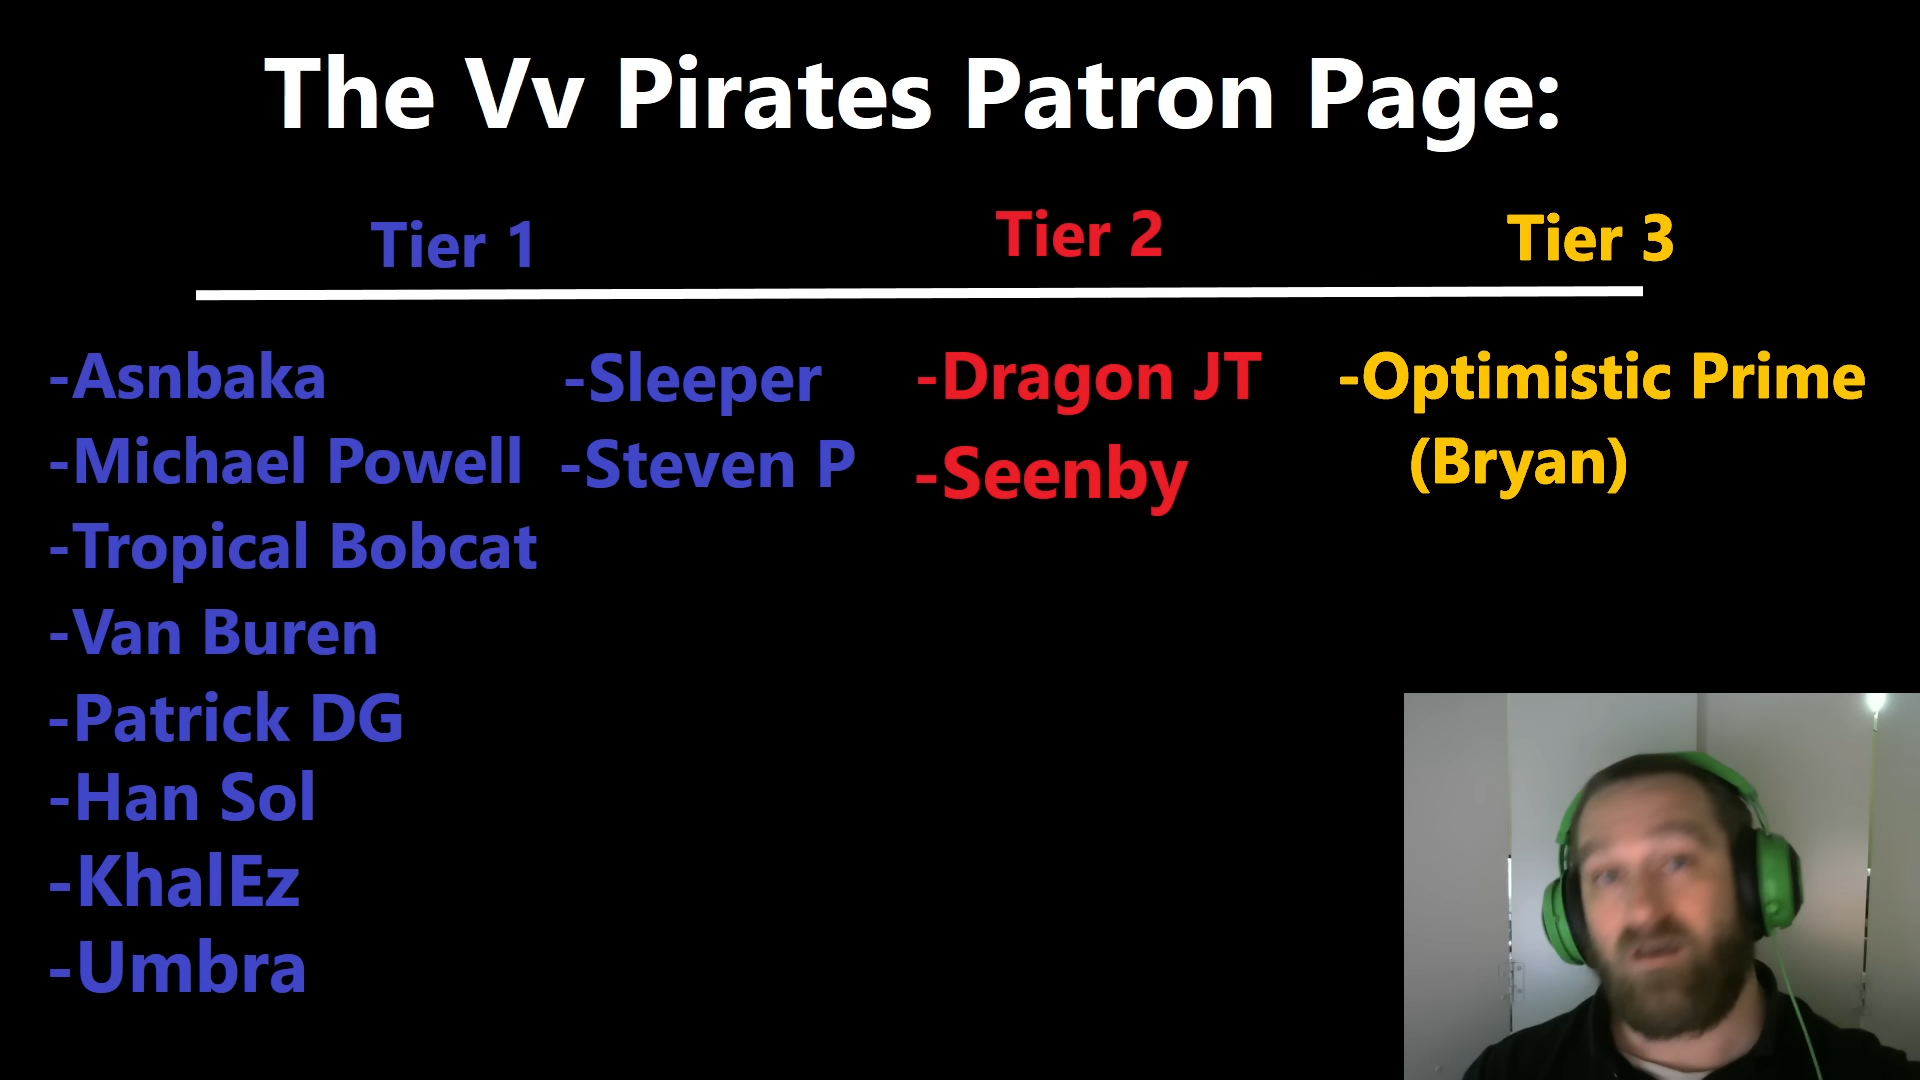 The Vv Pirates Patron Page:
Tier 1
Tier 2
Tier 3
-Asnbaka
-Michael Powell
-Tropical Bobcat
-Van Buren
-Patrick DG
-Han Sol
-KhalEz
-Umbra
-Sleeper
-Steven P
-Dragon JT
-Seenby
-Optimistic Prime
(Bryan)